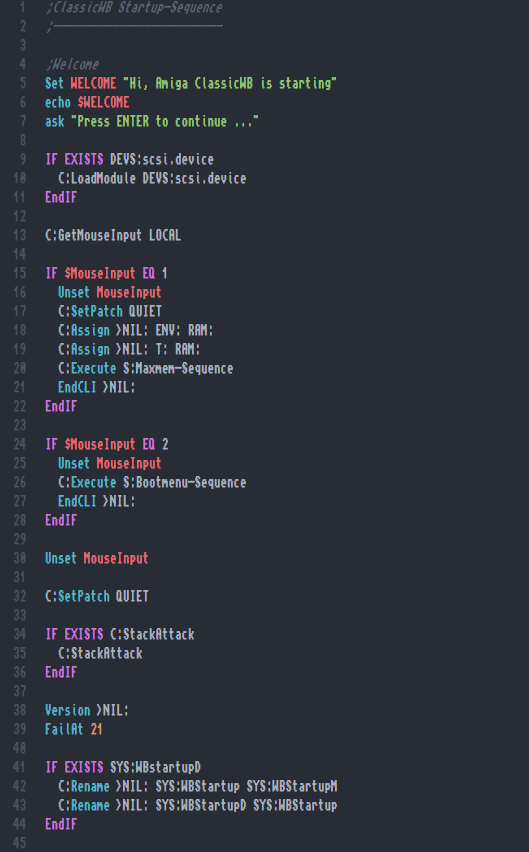 1 ;ClassicWB Startup-Sequence
2 ;--------------------------
3
4 ;Welcome
5 Set WELCOME "Hi, Amiga ClassicWB is starting"
6 echo $WELCOME
7 ask "Press ENTER to continue ..."
8
9 IF EXISTS DEVS:scsi.device
10 C:LoadModule DEVS:scsi.device
11 EndIF
12
13 C:GetMouseInput LOCAL
14
15 IF $MouseInput EQ 1
16 Unset MouseInput
17 C:SetPatch QUIET
18 C:Assign >NIL: ENV: RAM:
19 C:Assign >NIL: T: RAM:
20 C:Execute S:Maxmem-Sequence
21 EndCLI >NIL:
22 EndIF
23
24 IF $MouseInput EQ 2
25 Unset MouseInput
26 C:Execute S:Bootmenu-Sequence
27 EndCLI >NIL:
28 EndIF
29
30 Unset MouseInput
31
32 C:SetPatch QUIET
33
34 IF EXISTS C:StackAttack
35 C:StackAttack
36 EndIF
37
38 Version >NIL:
39 FailAt 21
40
41 IF EXISTS SYS:WBstartupD
42 C:Rename >NIL: SYS:WBStartup SYS:WBStartupM
43 C:Rename >NIL: SYS:WBStartupD SYS:WBStartup
44 EndIF
45